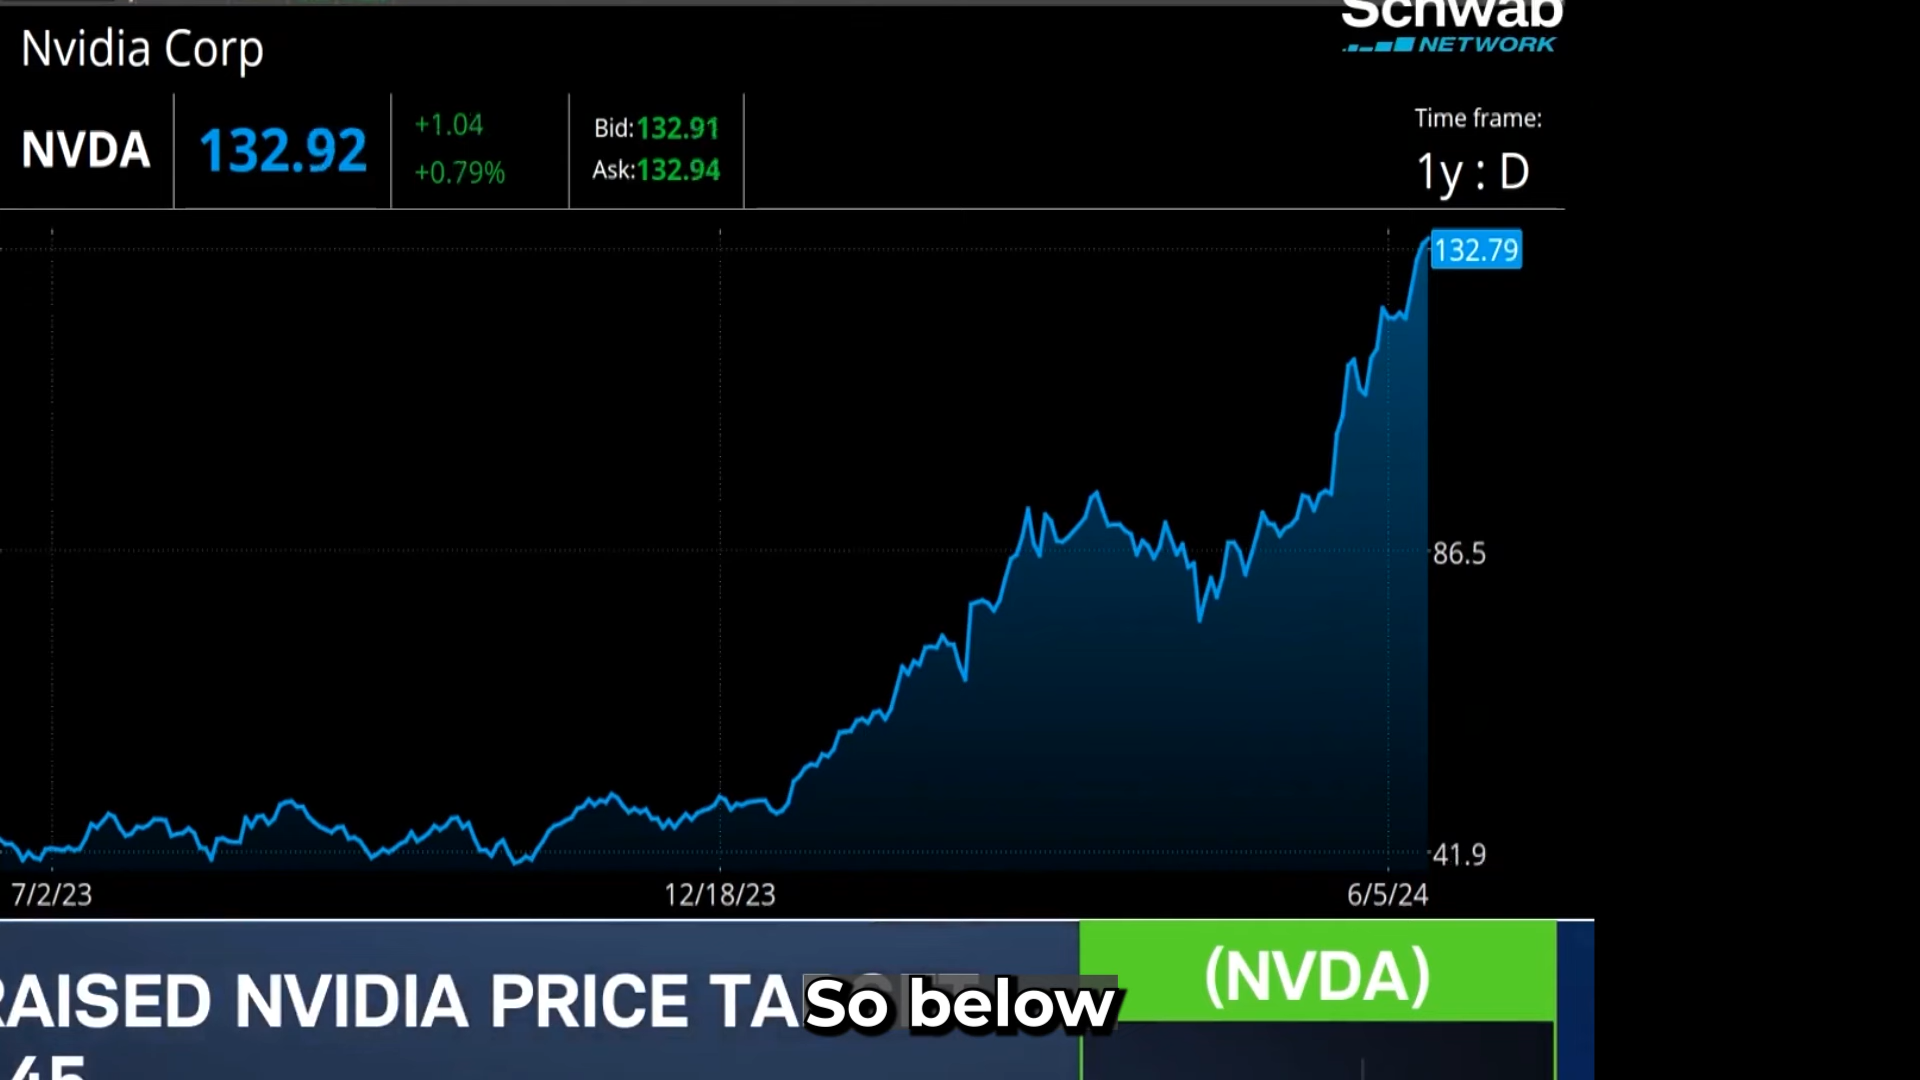 Schwab
NETWORK
Nvidia Corp
NVDA
132.92
+1.04
+0.79%
Bid:132.91
Ask:132.94
Time frame:
1y : D
132.79
86.5
41.9
7/2/23
12/18/23
6/5/24
RAISED NVIDIA PRICE
So below
(NVDA)
45